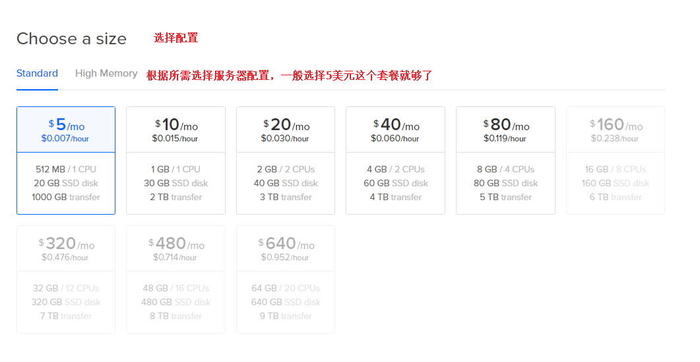 Choose a size 选择配置
Standard High Memory 根据所需选择服务器配置，一般选择5美元这个套餐就够了
$5/mo $10/mo $20/mo $40/mo $80/mo $160/mo
$0.007/hour $0.015/hour $0.030/hour $0.060/hour $0.119/hour $0.238/hour
512 MB / 1 CPU 1 GB / 1 CPU 2 GB / 2 CPUs 4 GB / 2 CPUs 8 GB / 4 CPUs 16 GB / 8 CPUs
20 GB SSD disk 30 GB SSD disk 40 GB SSD disk 60 GB SSD disk 80 GB SSD disk 160 GB SSD disk
1000 GB transfer 2 TB transfer 3 TB transfer 4 TB transfer 5 TB transfer 6 TB transfer
$320/mo $480/mo $640/mo
$0.476/hour $0.714/hour $0.952/hour
32 GB / 12 CPUs 48 GB / 16 CPUs 64 GB / 20 CPUs
320 GB SSD disk 480 GB SSD disk 640 GB SSD disk
7 TB transfer 8 TB transfer 9 TB transfer